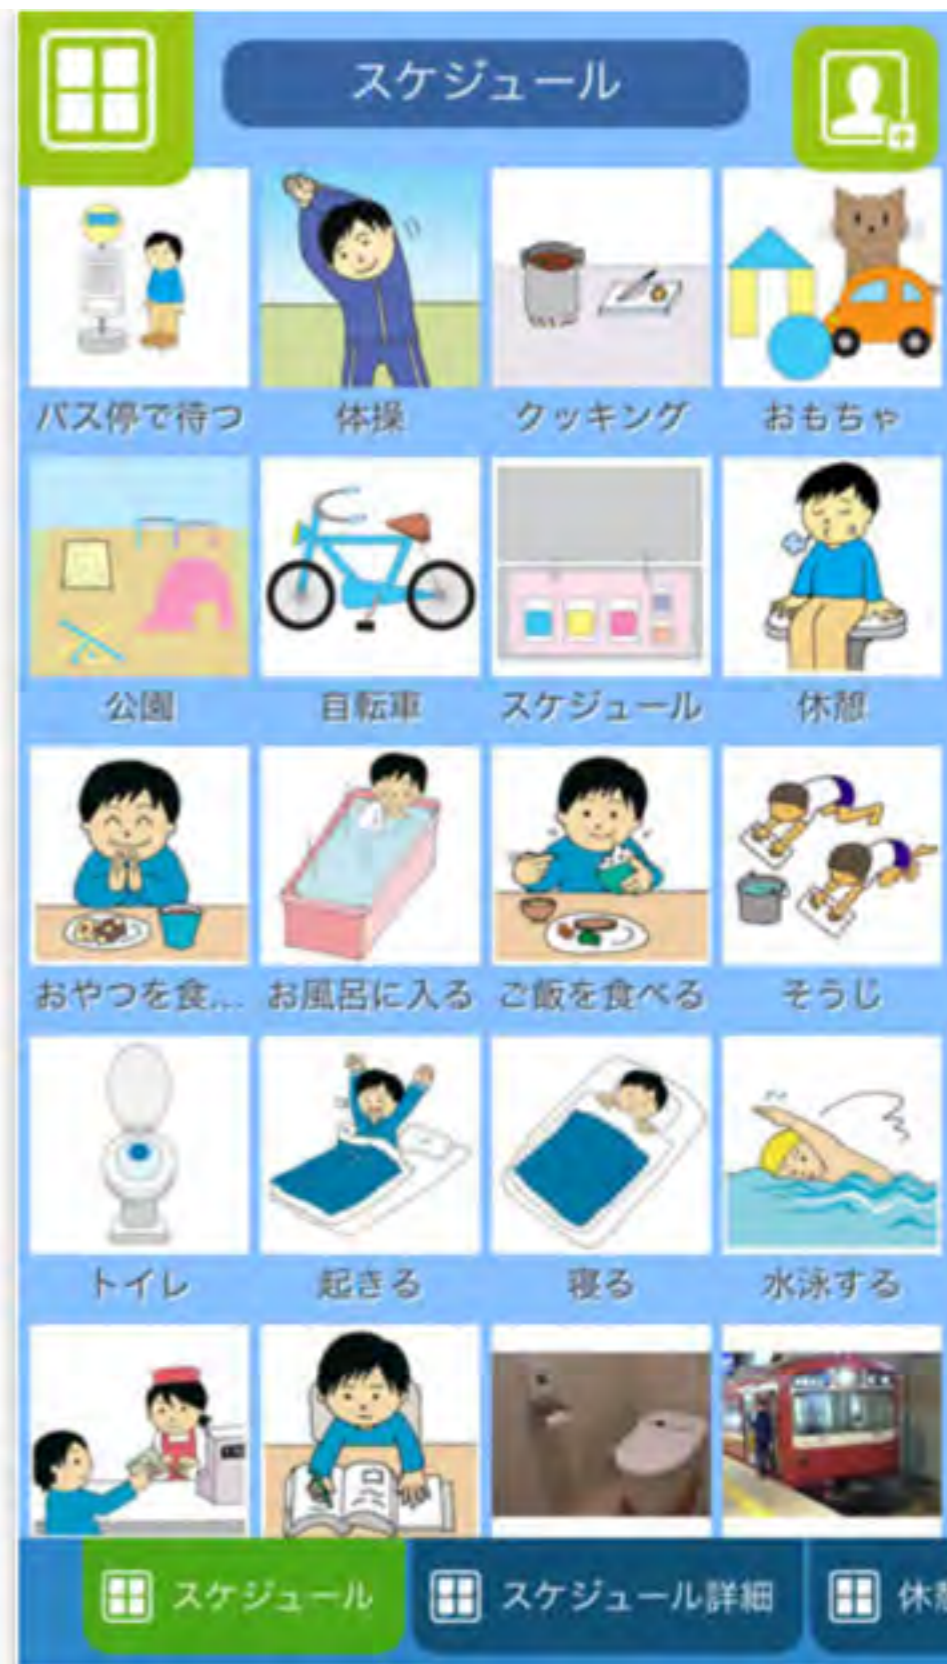 スケジュール
バス停で待つ 体操 クッキング おもちゃ
公園 自転車 スケジュール 休憩
おやつを食... お風呂に入る ご飯を食べる そうじ
トイレ 起きる 寝る 水泳する
スケジュール スケジュール詳細 休